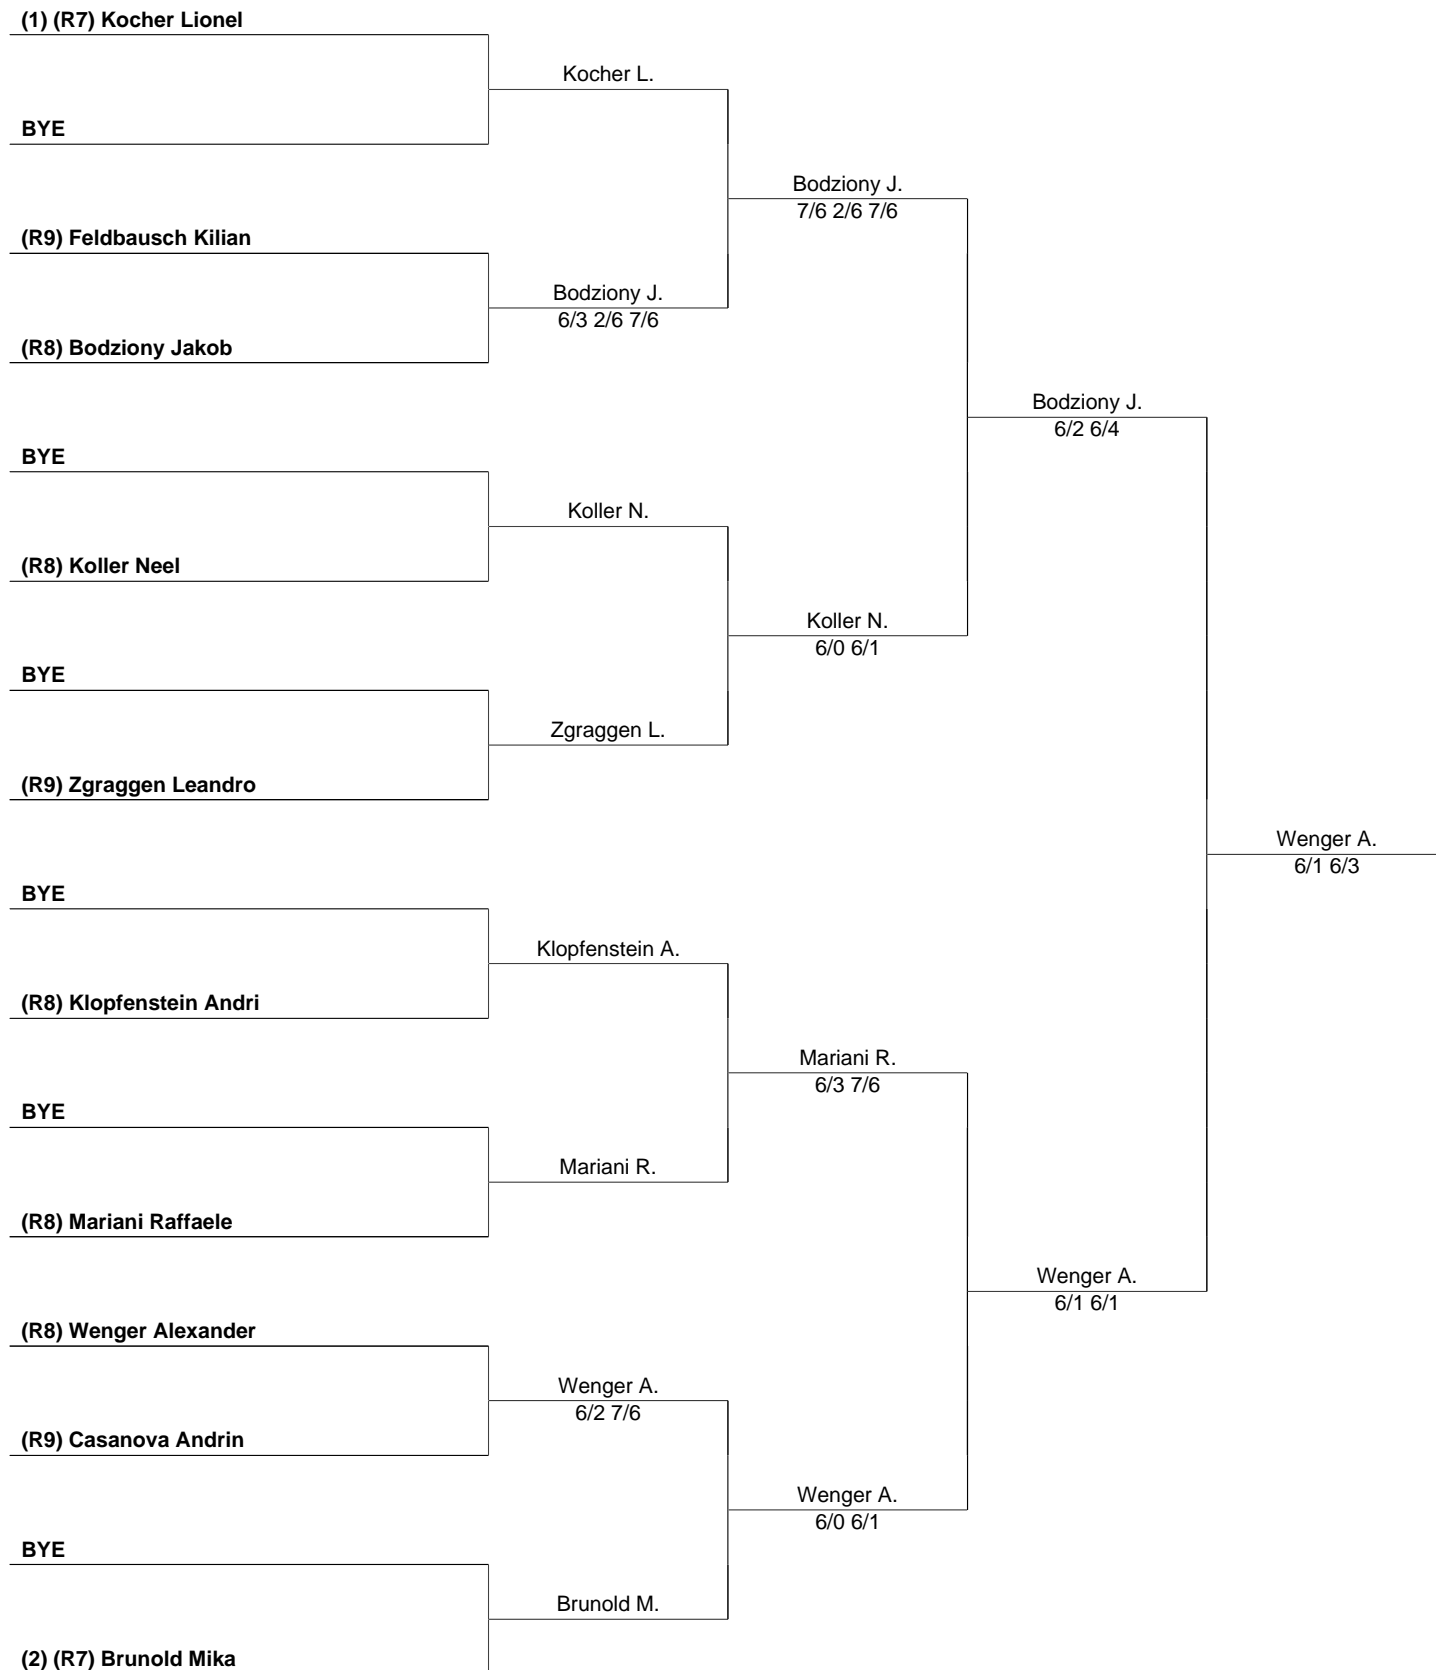 (1) (R7) Kocher Lionel
Kocher L.
BYE
Bodziony J.
7/6 2/6 7/6
(R9) Feldbausch Kilian
Bodziony J.
6/3 2/6 7/6
(R8) Bodziony Jakob
Bodziony J.
6/2 6/4
BYE
Koller N.
(R8) Koller Neel
Koller N.
6/0 6/1
BYE
Zgraggen L.
(R9) Zgraggen Leandro
Wenger A.
6/1 6/3
BYE
Klopfenstein A.
(R8) Klopfenstein Andri
Mariani R.
6/3 7/6
BYE
Mariani R.
(R8) Mariani Raffaele
Wenger A.
6/1 6/1
(R8) Wenger Alexander
Wenger A.
6/2 7/6
(R9) Casanova Andrin
Wenger A.
6/0 6/1
BYE
Brunold M.
(2) (R7) Brunold Mika